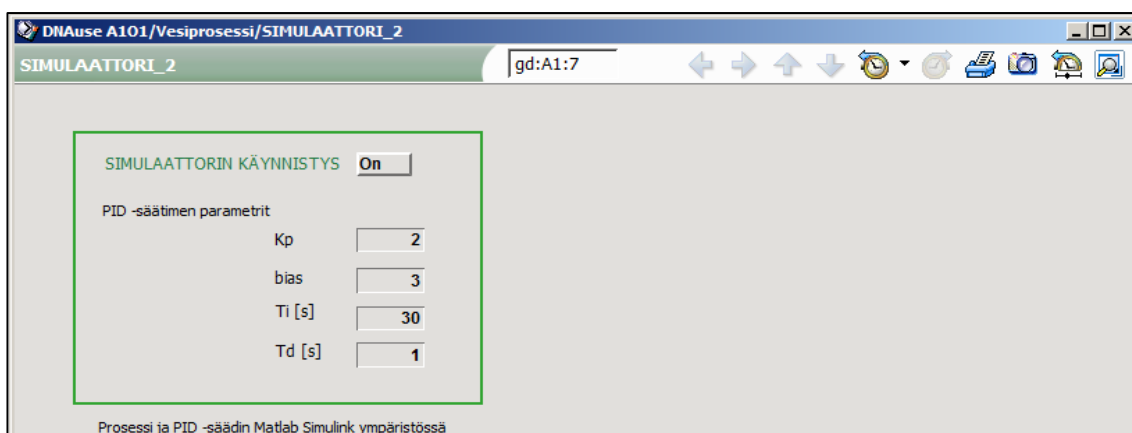 DNAuse A101/Vesiprosessi/SIMULAATTORI_2
SIMULAATTORI_2 gd:A1:7
SIMULAATTORIN KÄYNNISTYS On
PID -säätimen parametrit
Kp 2
bias 3
Ti [s] 30
Td [s] 1
Prosessi ja PID -säädin Matlab Simulink ympäristössä